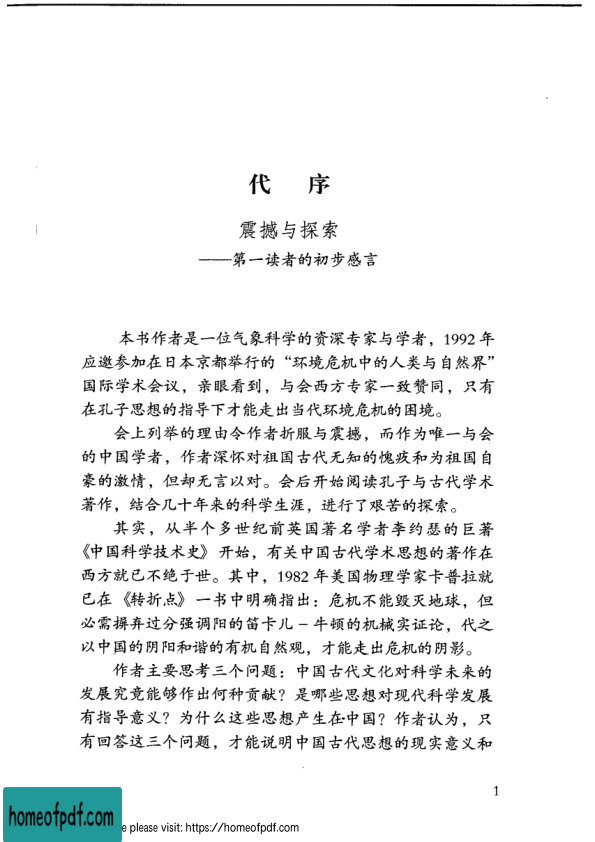 代 序
震撼与探索
——第一读者的初步感言
本书作者是一位气象科学的资深专家与学者，1992 年
应邀参加在日本京都举行的“环境危机中的人类与自然界”
国际学术会议，亲眼看到，与会西方专家一致赞同，只有
在孔子思想的指导下才能走出当代环境危机的困境。
会上列举的理由令作者折服与震撼，而作为唯一与会
的中国学者，作者深怀对祖国古代无知的愧疚和为祖国自
豪的激情，但却无言以对。会后开始阅读孔子与古代学术
著作，结合几十年来的科学生涯，进行了艰苦的探索。
其实，从半个多世纪前英国著名学者李约瑟的巨著
《中国科学技术史》开始，有关中国古代学术思想的著作在
西方就已不绝于世。其中，1982 年美国物理学家卡普拉就
已在《转折点》一书中明确指出：危机不能毁灭地球，但
必需摒弃过分强调阳的笛卡儿－牛顿的机械实证论，代之
以中国的阴阳和谐的有机自然观，才能走出危机的阴影。
作者主要思考三个问题：中国古代文化对科学未来的
发展究竟能够作出何种贡献？是哪些思想对现代科学发展
有指导意义？为什么这些思想产生在中国？作者认为，只
有回答这三个问题，才能说明中国古代思想的现实意义和
1
homeofpdf.com
e please visit: https://homeofpdf.com